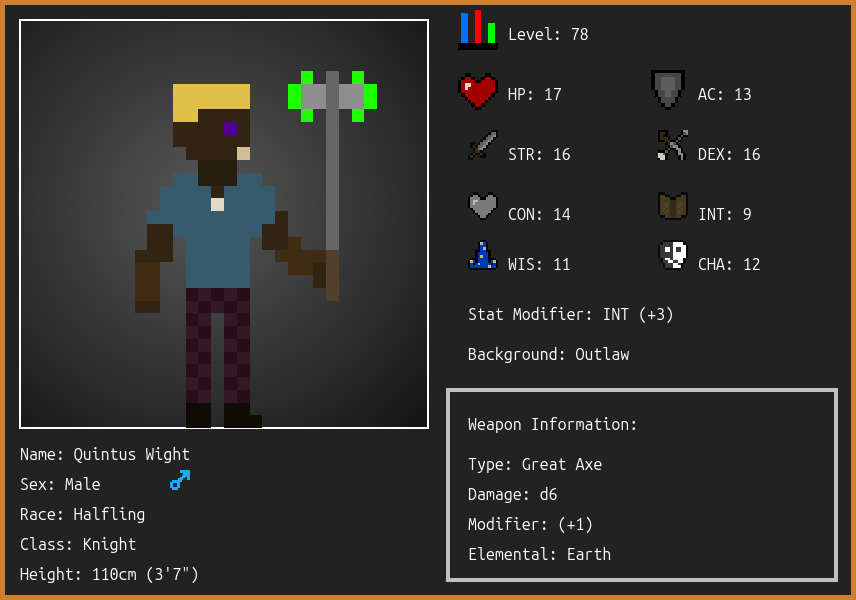 Level: 78
HP: 17
AC: 13
STR: 16
DEX: 16
CON: 14
INT: 9
WIS: 11
CHA: 12
Stat Modifier: INT (+3)
Background: Outlaw
Weapon Information:
Type: Great Axe
Damage: d6
Modifier: (+1)
Elemental: Earth
Name: Quintus Wight
Sex: Male
Race: Halfling
Class: Knight
Height: 110cm (3'7")